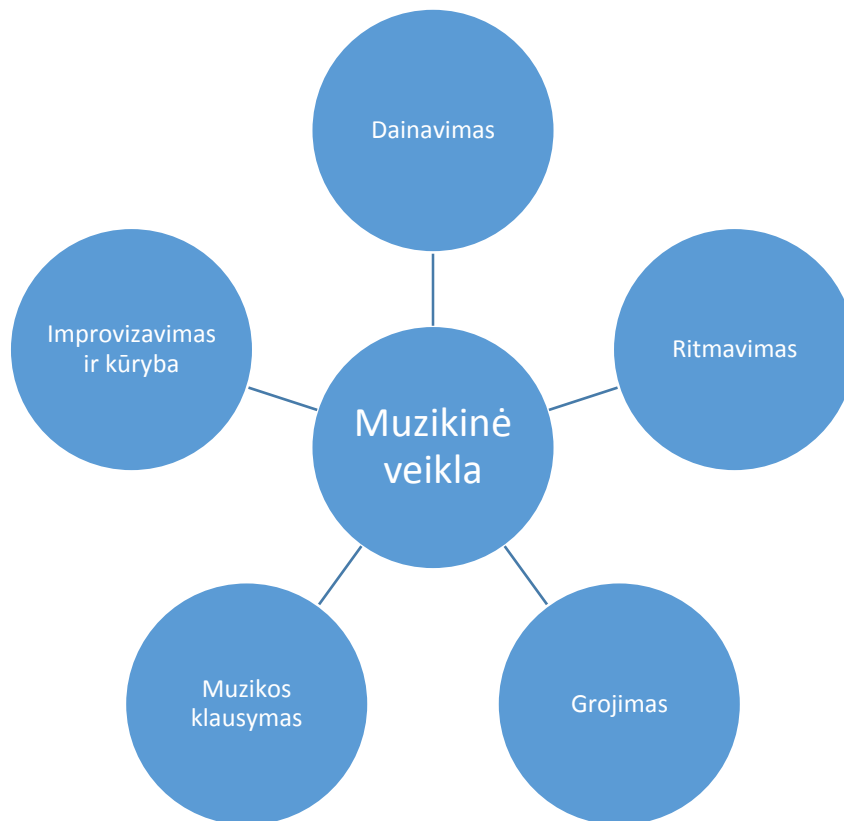 Dainavimas
Improvizavimas
ir kūryba
Ritmavimas
Muzikinė
veikla
Muzikos
klausymas
Grojimas